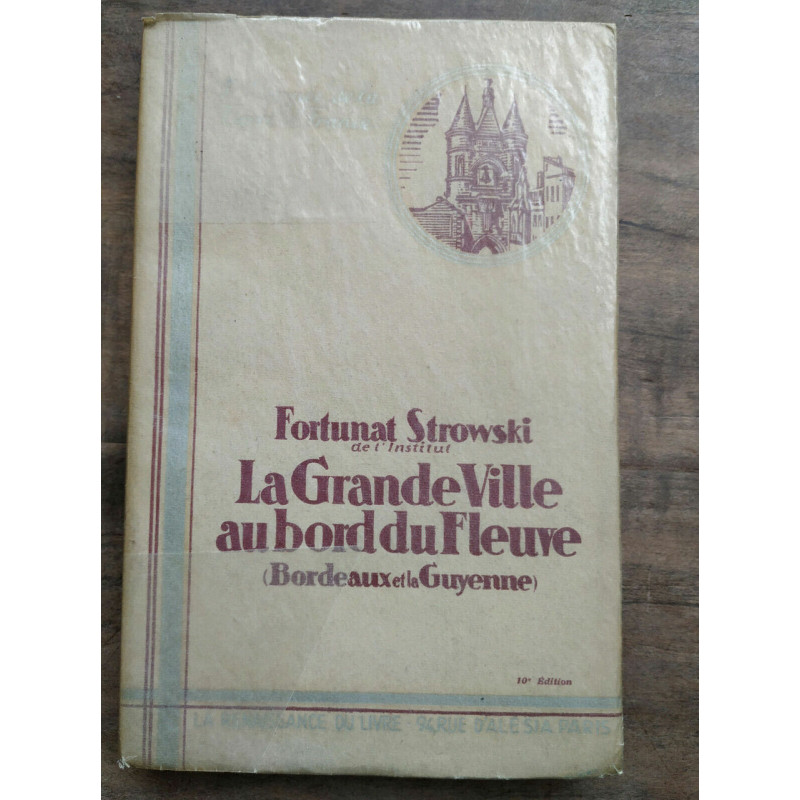 Fortunat Strowski
de l'Institut
La Grande Ville
au bord du Fleuve
(Bordeaux et la Guyenne)
10e Édition
LA RENAISSANCE DU LIVRE - 94, RUE D'ALÉSIA PARIS